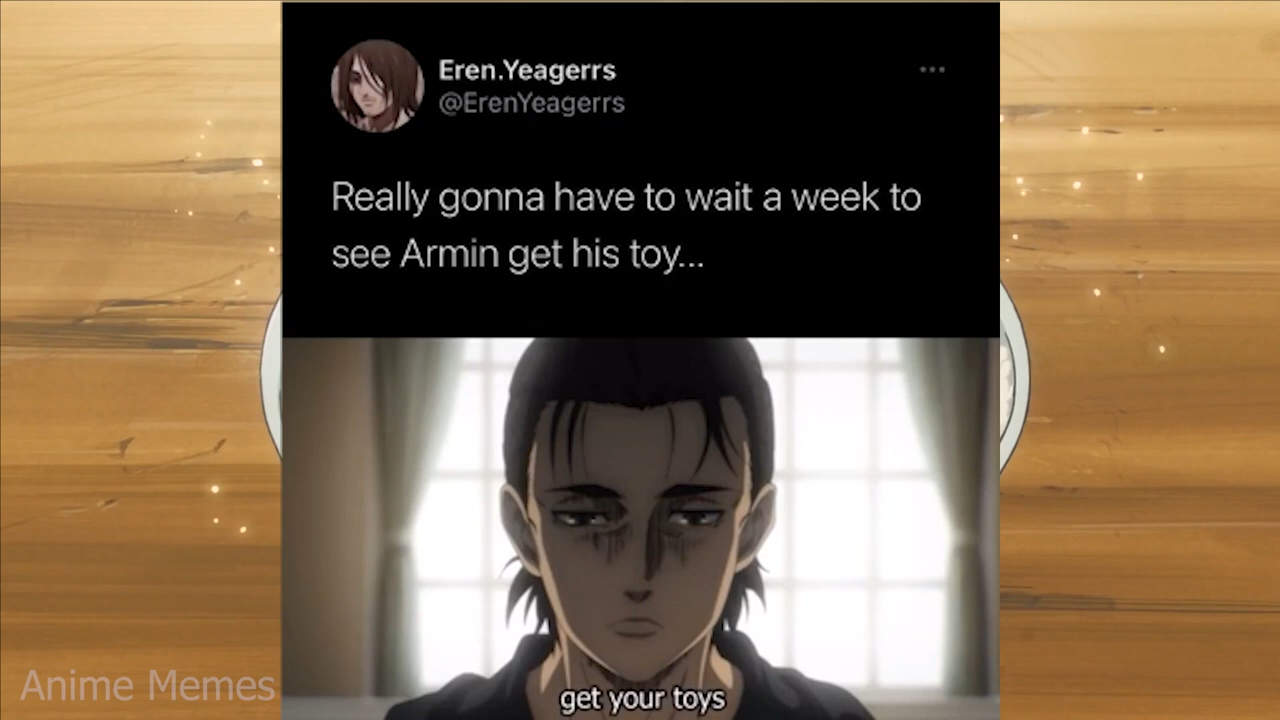 Eren.Yeagerrs
@ErenYeagerrs
Really gonna have to wait a week to
see Armin get his toy...
get your toys
Anime Memes